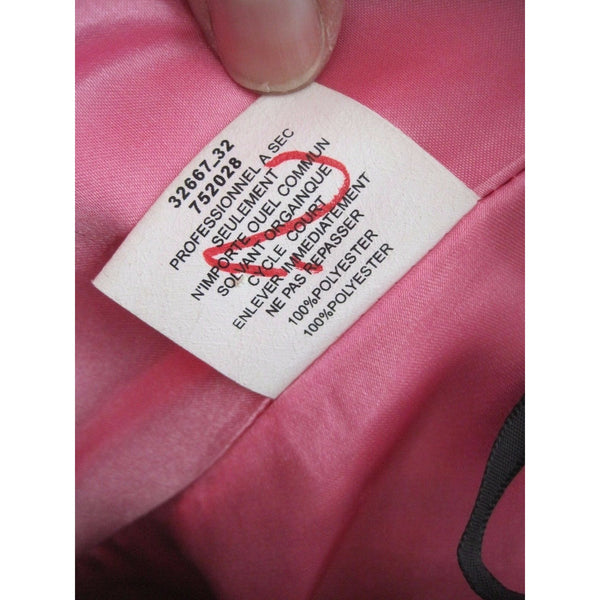 32667_32
752028
PROFESSIONNEL A SEC
SEULEMENT
N'IMPORTE QUEL COMMUN
SOLVANT ORGAINQUE
CYCLE COURT
ENLEVER IMMEDIATEMENT
NE PAS REPASSER
100%POLYESTER
100%POLYESTER